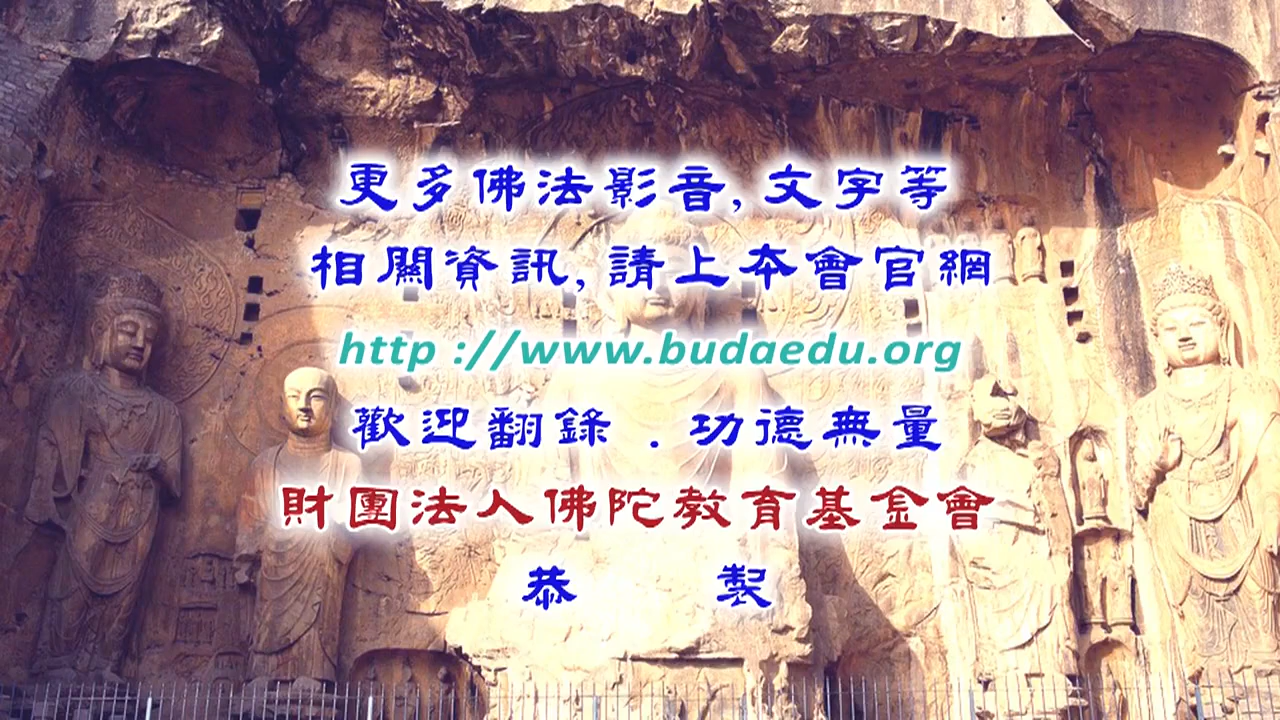 更多佛法影音,文字等
相關資訊,請上本會官網
http ://www.budaedu.org
歡迎翻錄 . 功德無量
財團法人佛陀教育基金會
恭 製